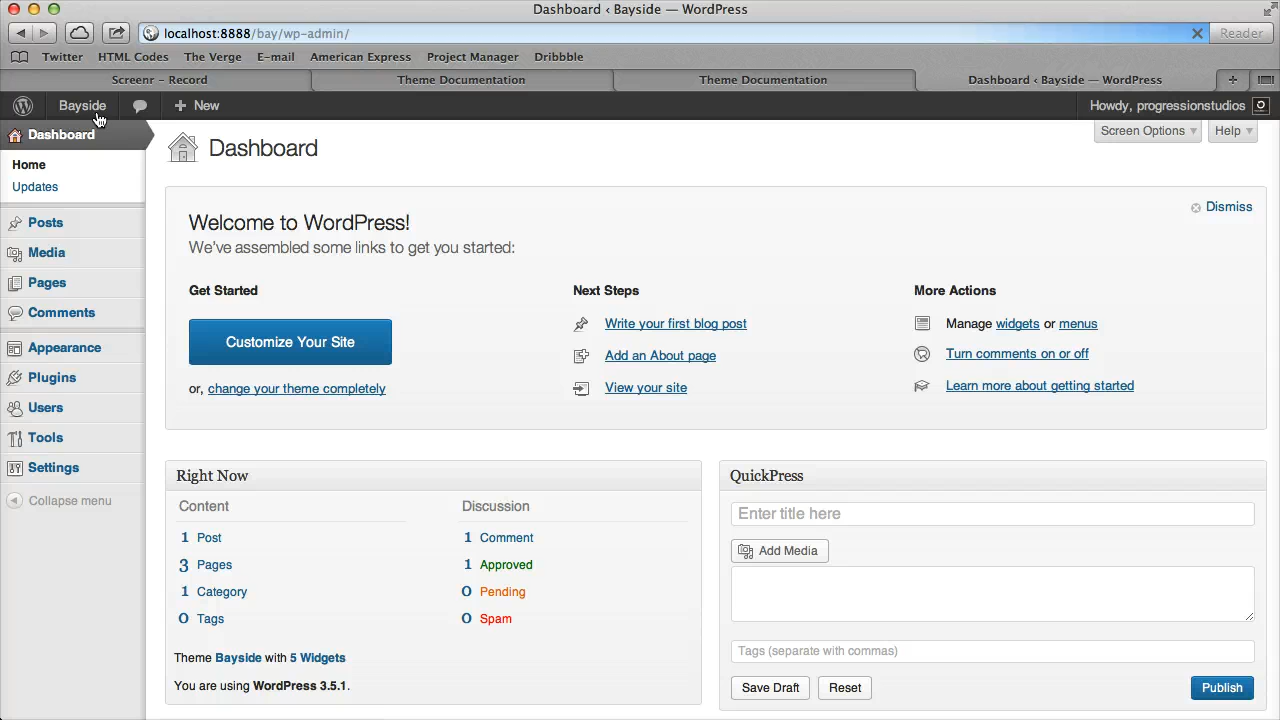 Dashboard ‹ Bayside — WordPress
localhost:8888/bay/wp-admin/
Reader
Twitter HTML Codes The Verge E-mail American Express Project Manager Dribbble
Screenr – Record Theme Documentation Theme Documentation Dashboard ‹ Bayside — WordPress
Bayside + New Howdy, progressionstudios
Dashboard
Home
Updates
Posts
Media
Pages
Comments
Appearance
Plugins
Users
Tools
Settings
Collapse menu
Screen Options Help
Dashboard
Dismiss
Welcome to WordPress!
We've assembled some links to get you started:
Get Started
Customize Your Site
or, change your theme completely
Next Steps
Write your first blog post
Add an About page
View your site
More Actions
Manage widgets or menus
Turn comments on or off
Learn more about getting started
Right Now
Content
1 Post
3 Pages
1 Category
0 Tags
Discussion
1 Comment
1 Approved
0 Pending
0 Spam
Theme Bayside with 5 Widgets
You are using WordPress 3.5.1.
QuickPress
Enter title here
Add Media
Tags (separate with commas)
Save Draft Reset Publish